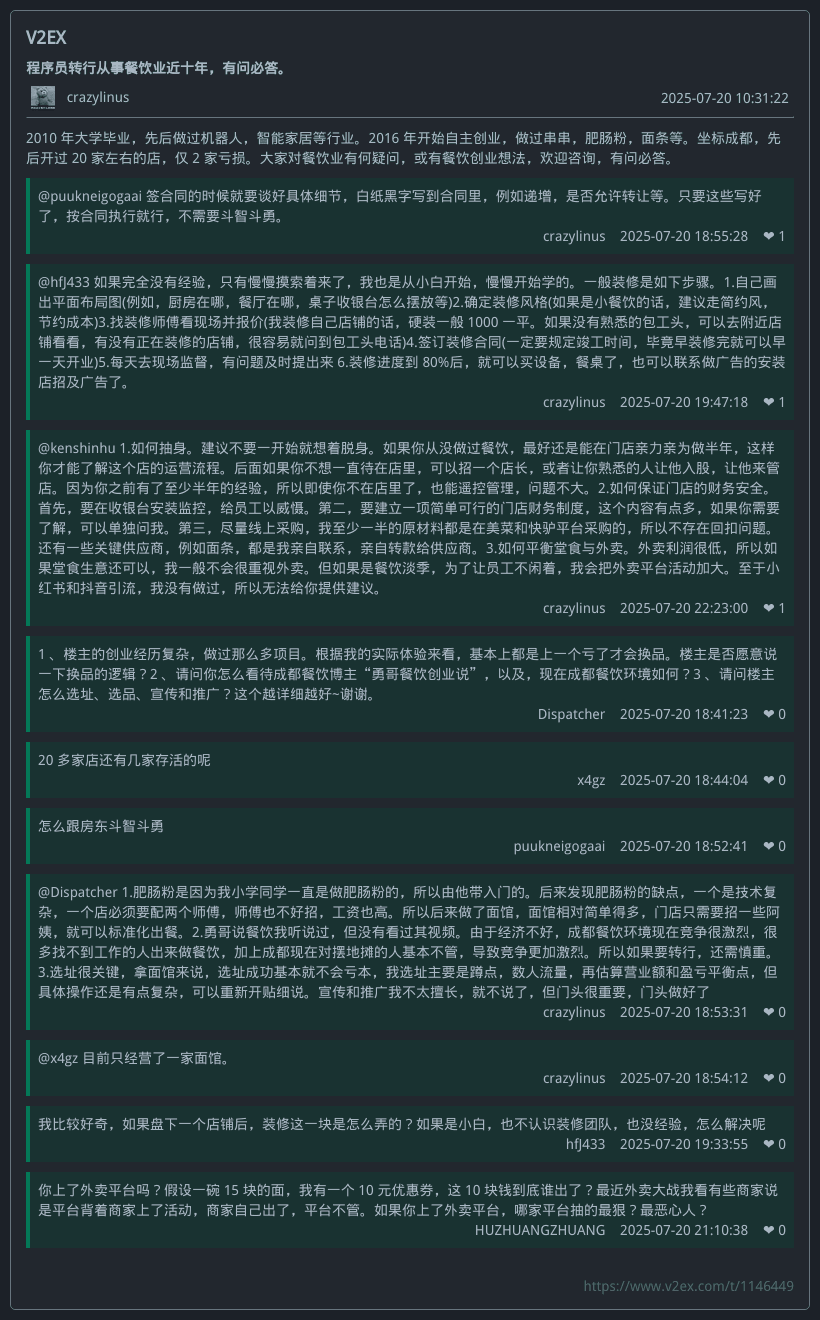 V2EX
程序员转行从事餐饮业近十年，有问必答。
crazylinus 2025-07-20 10:31:22
2010 年大学毕业，先后做过机器人，智能家居等行业。2016 年开始自主创业，做过串串，肥肠粉，面条等。坐标成都，先
后开过 20 家左右的店，仅 2 家亏损。大家对餐饮业有何疑问，或有餐饮创业想法，欢迎咨询，有问必答。
@puukneigogaai 签合同的时候就要谈好具体细节，白纸黑字写到合同里，例如递增，是否允许转让等。只要这些写好
了，按合同执行就行，不需要斗智斗勇。
crazylinus 2025-07-20 18:55:28 ❤ 1
@hfJ433 如果完全没有经验，只有慢慢摸索着来了，我也是从小白开始，慢慢开始学的。一般装修是如下步骤。1.自己画
出平面布局图(例如，厨房在哪，餐厅在哪，桌子收银台怎么摆放等)2.确定装修风格(如果是小餐饮的话，建议走简约风，
节约成本)3.找装修师傅看现场并报价(我装修自己店铺的话，硬装一般 1000 一平。如果没有熟悉的包工头，可以去附近店
铺看看，有没有正在装修的店铺，很容易就问到包工头电话)4.签订装修合同(一定要规定竣工时间，毕竟早装修完就可以早
一天开业)5.每天去现场监督，有问题及时提出来 6.装修进度到 80%后，就可以买设备，餐桌了，也可以联系做广告的安装
店招及广告了。
crazylinus 2025-07-20 19:47:18 ❤ 1
@kenshinhu 1.如何抽身。建议不要一开始就想着脱身。如果你从没做过餐饮，最好还是能在门店亲力亲为做半年，这样
你才能了解这个店的运营流程。后面如果你不想一直待在店里，可以招一个店长，或者让你熟悉的人让他入股，让他来管
店。因为你之前有了至少半年的经验，所以即使你不在店里了，也能遥控管理，问题不大。2.如何保证门店的财务安全。
首先，要在收银台安装监控，给员工以威慑。第二，要建立一项简单可行的门店财务制度，这个内容有点多，如果你需要
了解，可以单独问我。第三，尽量线上采购，我至少一半的原材料都是在美菜和快驴平台采购的，所以不存在回扣问题。
还有一些关键供应商，例如面条，都是我亲自联系，亲自转款给供应商。3.如何平衡堂食与外卖。外卖利润很低，所以如
果堂食生意还可以，我一般不会很重视外卖。但如果是餐饮淡季，为了让员工不闲着，我会把外卖平台活动加大。至于小
红书和抖音引流，我没有做过，所以无法给你提供建议。
crazylinus 2025-07-20 22:23:00 ❤ 1
1 、楼主的创业经历复杂，做过那么多项目。根据我的实际体验来看，基本上都是上一个亏了才会换品。楼主是否愿意说
一下换品的逻辑？2 、请问你怎么看待成都餐饮博主“勇哥餐饮创业说”，以及，现在成都餐饮环境如何？3 、请问楼主
怎么选址、选品、宣传和推广？这个越详细越好~谢谢。
Dispatcher 2025-07-20 18:41:23 ❤ 0
20 多家店还有几家存活的呢
x4gz 2025-07-20 18:44:04 ❤ 0
怎么跟房东斗智斗勇
puukneigogaai 2025-07-20 18:52:41 ❤ 0
@Dispatcher 1.肥肠粉是因为我小学同学一直是做肥肠粉的，所以由他带入门的。后来发现肥肠粉的缺点，一个是技术复
杂，一个店必须要配两个师傅，师傅也不好招，工资也高。所以后来做了面馆，面馆相对简单得多，门店只需要招一些阿
姨，就可以标准化出餐。2.勇哥说餐饮我听说过，但没有看过其视频。由于经济不好，成都餐饮环境现在竞争很激烈，很
多找不到工作的人出来做餐饮，加上成都现在对摆地摊的人基本不管，导致竞争更加激烈。所以如果要转行，还需慎重。
3.选址很关键，拿面馆来说，选址成功基本就不会亏本，我选址主要是蹲点，数人流量，再估算营业额和盈亏平衡点，但
具体操作还是有点复杂，可以重新开贴细说。宣传和推广我不太擅长，就不说了，但门头很重要，门头做好了
crazylinus 2025-07-20 18:53:31 ❤ 0
@x4gz 目前只经营了一家面馆。
crazylinus 2025-07-20 18:54:12 ❤ 0
我比较好奇，如果盘下一个店铺后，装修这一块是怎么弄的？如果是小白，也不认识装修团队，也没经验，怎么解决呢
hfJ433 2025-07-20 19:33:55 ❤ 0
你上了外卖平台吗？假设一碗 15 块的面，我有一个 10 元优惠券，这 10 块钱到底谁出了？最近外卖大战我看有些商家说
是平台背着商家上了活动，商家自己出了，平台不管。如果你上了外卖平台，哪家平台抽的最狠？最恶心人？
HUZHUANGZHUANG 2025-07-20 21:10:38 ❤ 0
https://www.v2ex.com/t/1146449